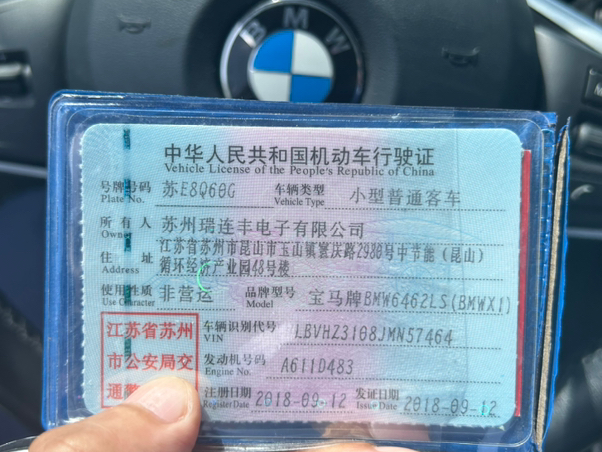 BMW
中华人民共和国机动车行驶证
Vehicle License of the People's Republic of China
号牌号码 苏E8Q60G 车辆类型 小型普通客车
Plate No. Vehicle Type
所有人 苏州瑞连丰电子有限公司
Owner
住址 江苏省苏州市昆山市玉山镇寰庆路2980号中节能(昆山)
Address 循环经济产业园48号楼
使用性质 非营运 品牌型号 宝马牌BMW6462LS(BMWX1)
Use Character Model
江苏省苏州 车辆识别代号 LBVHZ3108JMN57464
VIN
市公安局交 发动机号码 A611D483
Engine No.
通 注册日期 2018-09-12 发证日期 2018-09-12
Register Date Issue Date